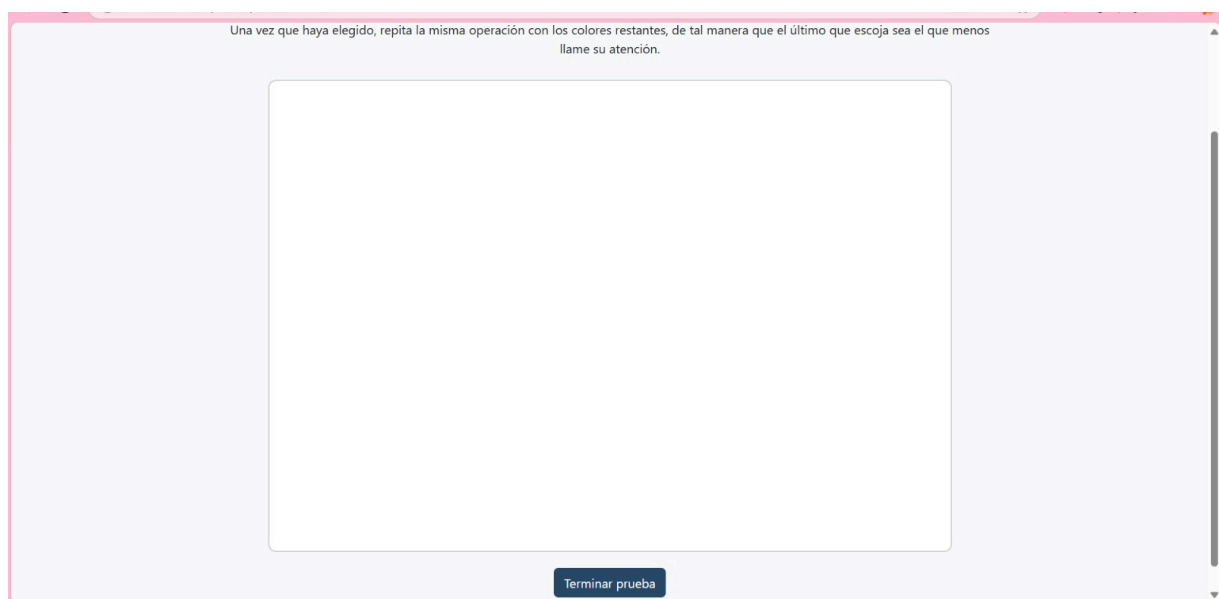 Una vez que haya elegido, repita la misma operación con los colores restantes, de tal manera que el último que escoja sea el que menos
llame su atención.
Terminar prueba